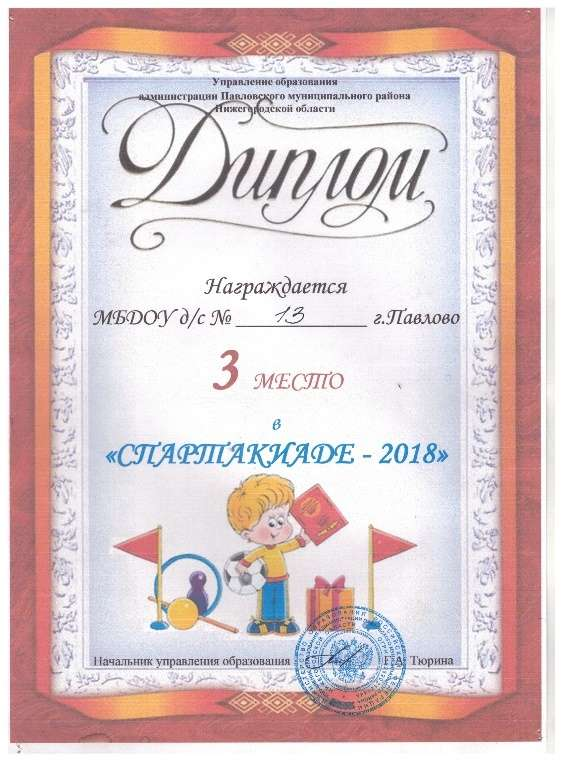 Управление образования
администрации Павловского муниципального района
Нижегородской области
Диплом
Награждается
МБДОУ д/с № 13 г.Павлово
3 место
в
«СПАРТАКИАДЕ - 2018»
Начальник управления образования Г.А. Тюрина